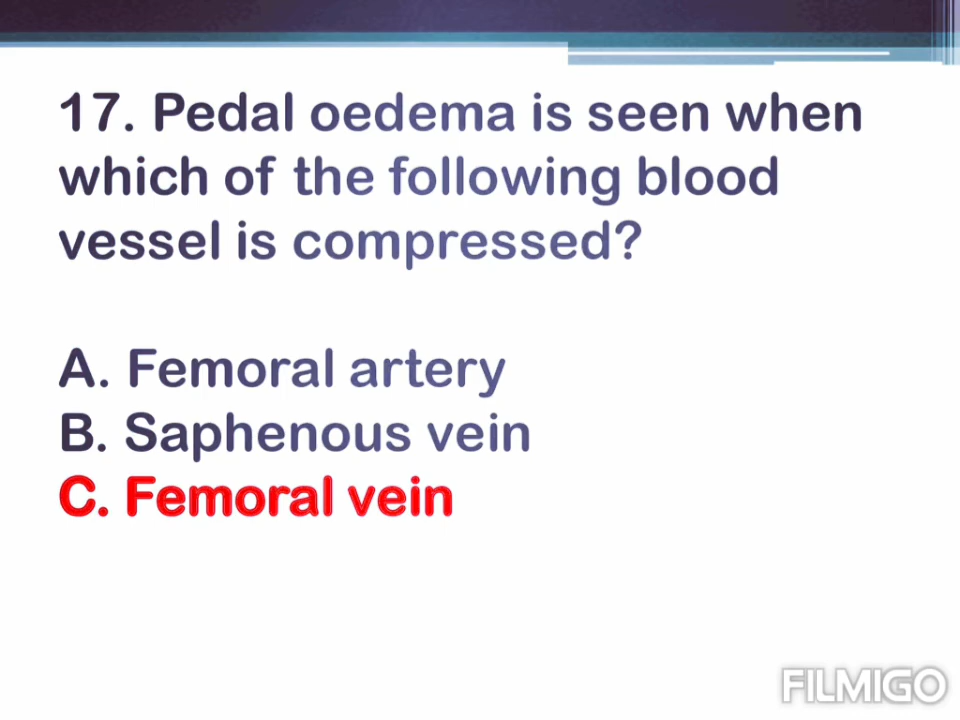 17. Pedal oedema is seen when
which of the following blood
vessel is compressed?
A. Femoral artery
B. Saphenous vein
C. Femoral vein
FILMIGO